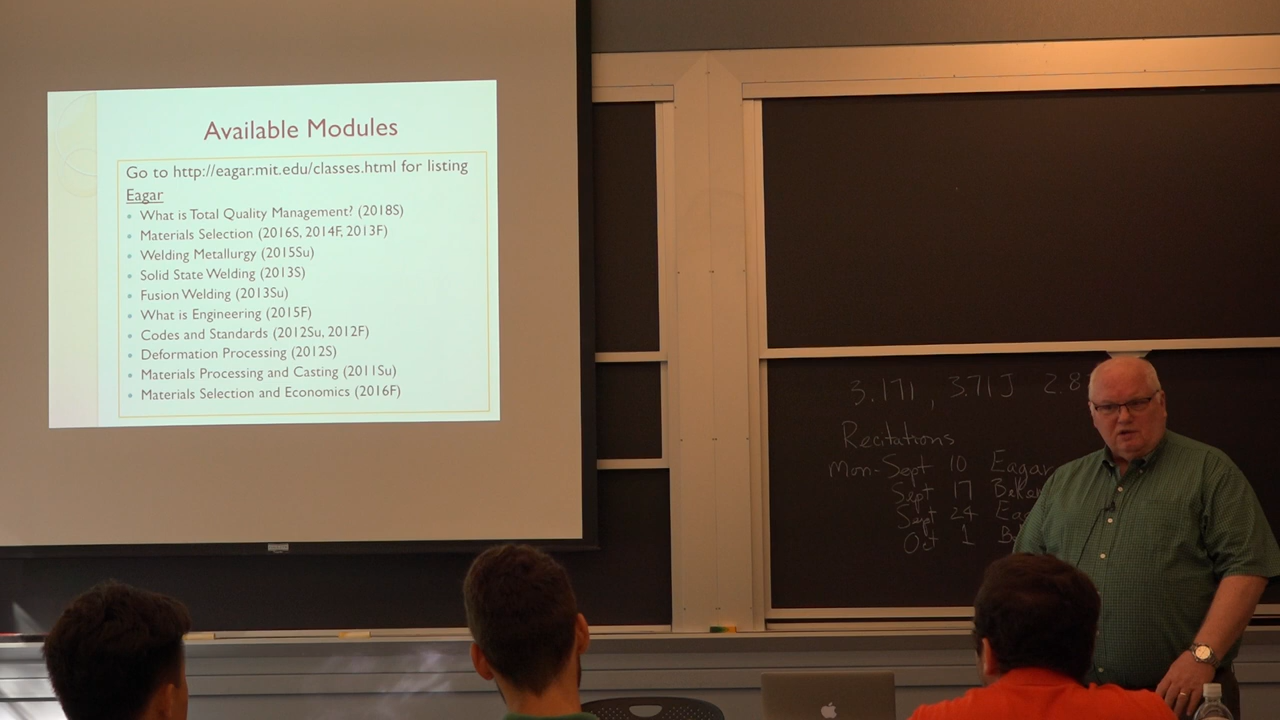 Available Modules
Go to http://eagar.mit.edu/classes.html for listing
Eagar
• What is Total Quality Management? (2018S)
• Materials Selection (2016S, 2014F, 2013F)
• Welding Metallurgy (2015Su)
• Solid State Welding (2013S)
• Fusion Welding (2013Su)
• What is Engineering (2015F)
• Codes and Standards (2012Su, 2012F)
• Deformation Processing (2012S)
• Materials Processing and Casting (2011Su)
• Materials Selection and Economics (2016F)
3.171, 3.71J 2.8
Recitations
Mon-Sept 10 Eagar
Sept 17
Sept 24
Oct 1